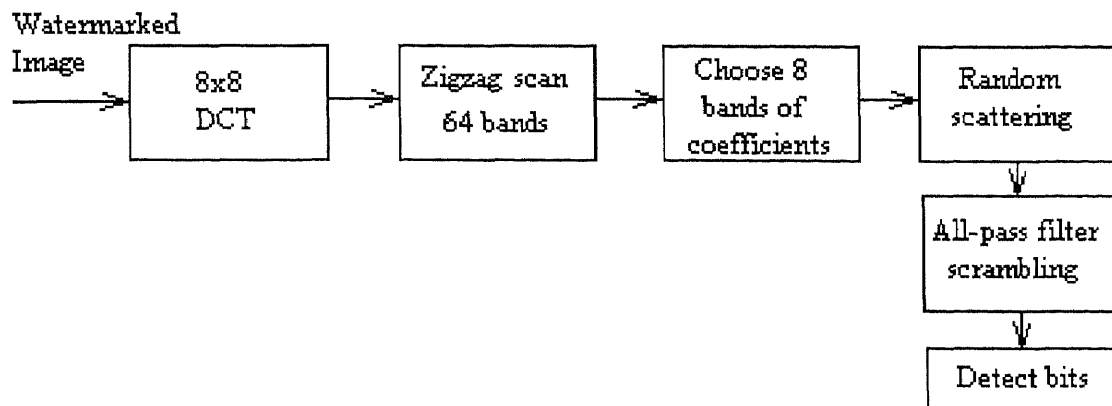 Watermarked
Image
8x8
DCT
Zigzag scan
64 bands
Choose 8
bands of
coefficients
Random
scattering
All-pass filter
scrambling
Detect bits